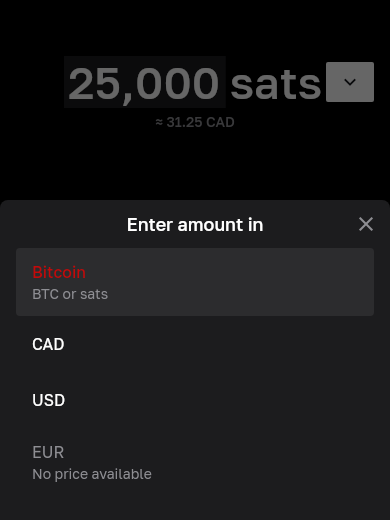 25,000 sats
≈ 31.25 CAD
Enter amount in
Bitcoin
BTC or sats
CAD
USD
EUR
No price available